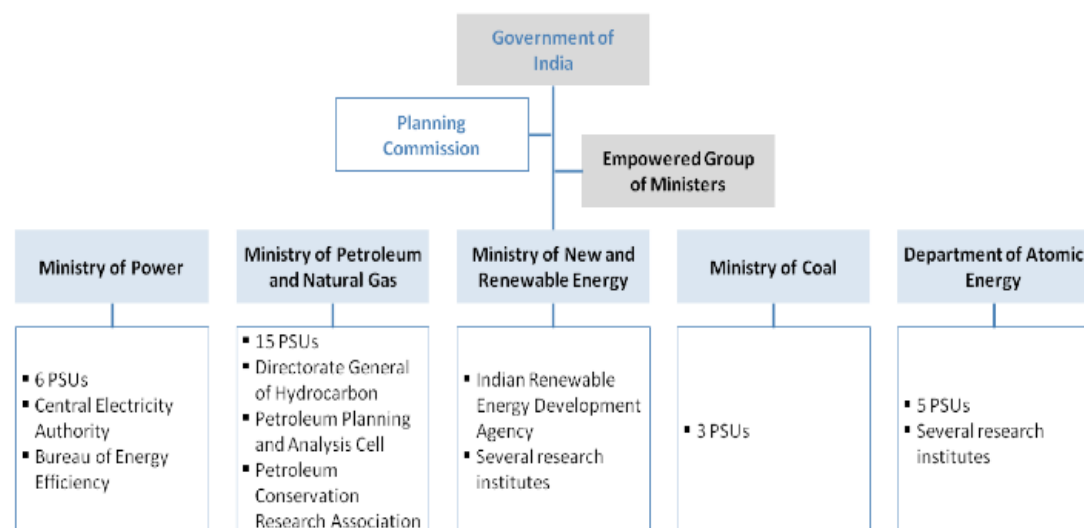 Government of
India
Planning
Commission
Empowered Group
of Ministers
Ministry of Power
Ministry of Petroleum
and Natural Gas
Ministry of New and
Renewable Energy
Ministry of Coal
Department of Atomic
Energy
▪ 6 PSUs
▪ Central Electricity
Authority
▪ Bureau of Energy
Efficiency
▪ 15 PSUs
▪ Directorate General
of Hydrocarbon
▪ Petroleum Planning
and Analysis Cell
▪ Petroleum
Conservation
Research Association
▪ Indian Renewable
Energy Development
Agency
▪ Several research
institutes
▪ 3 PSUs
▪ 5 PSUs
▪ Several research
institutes